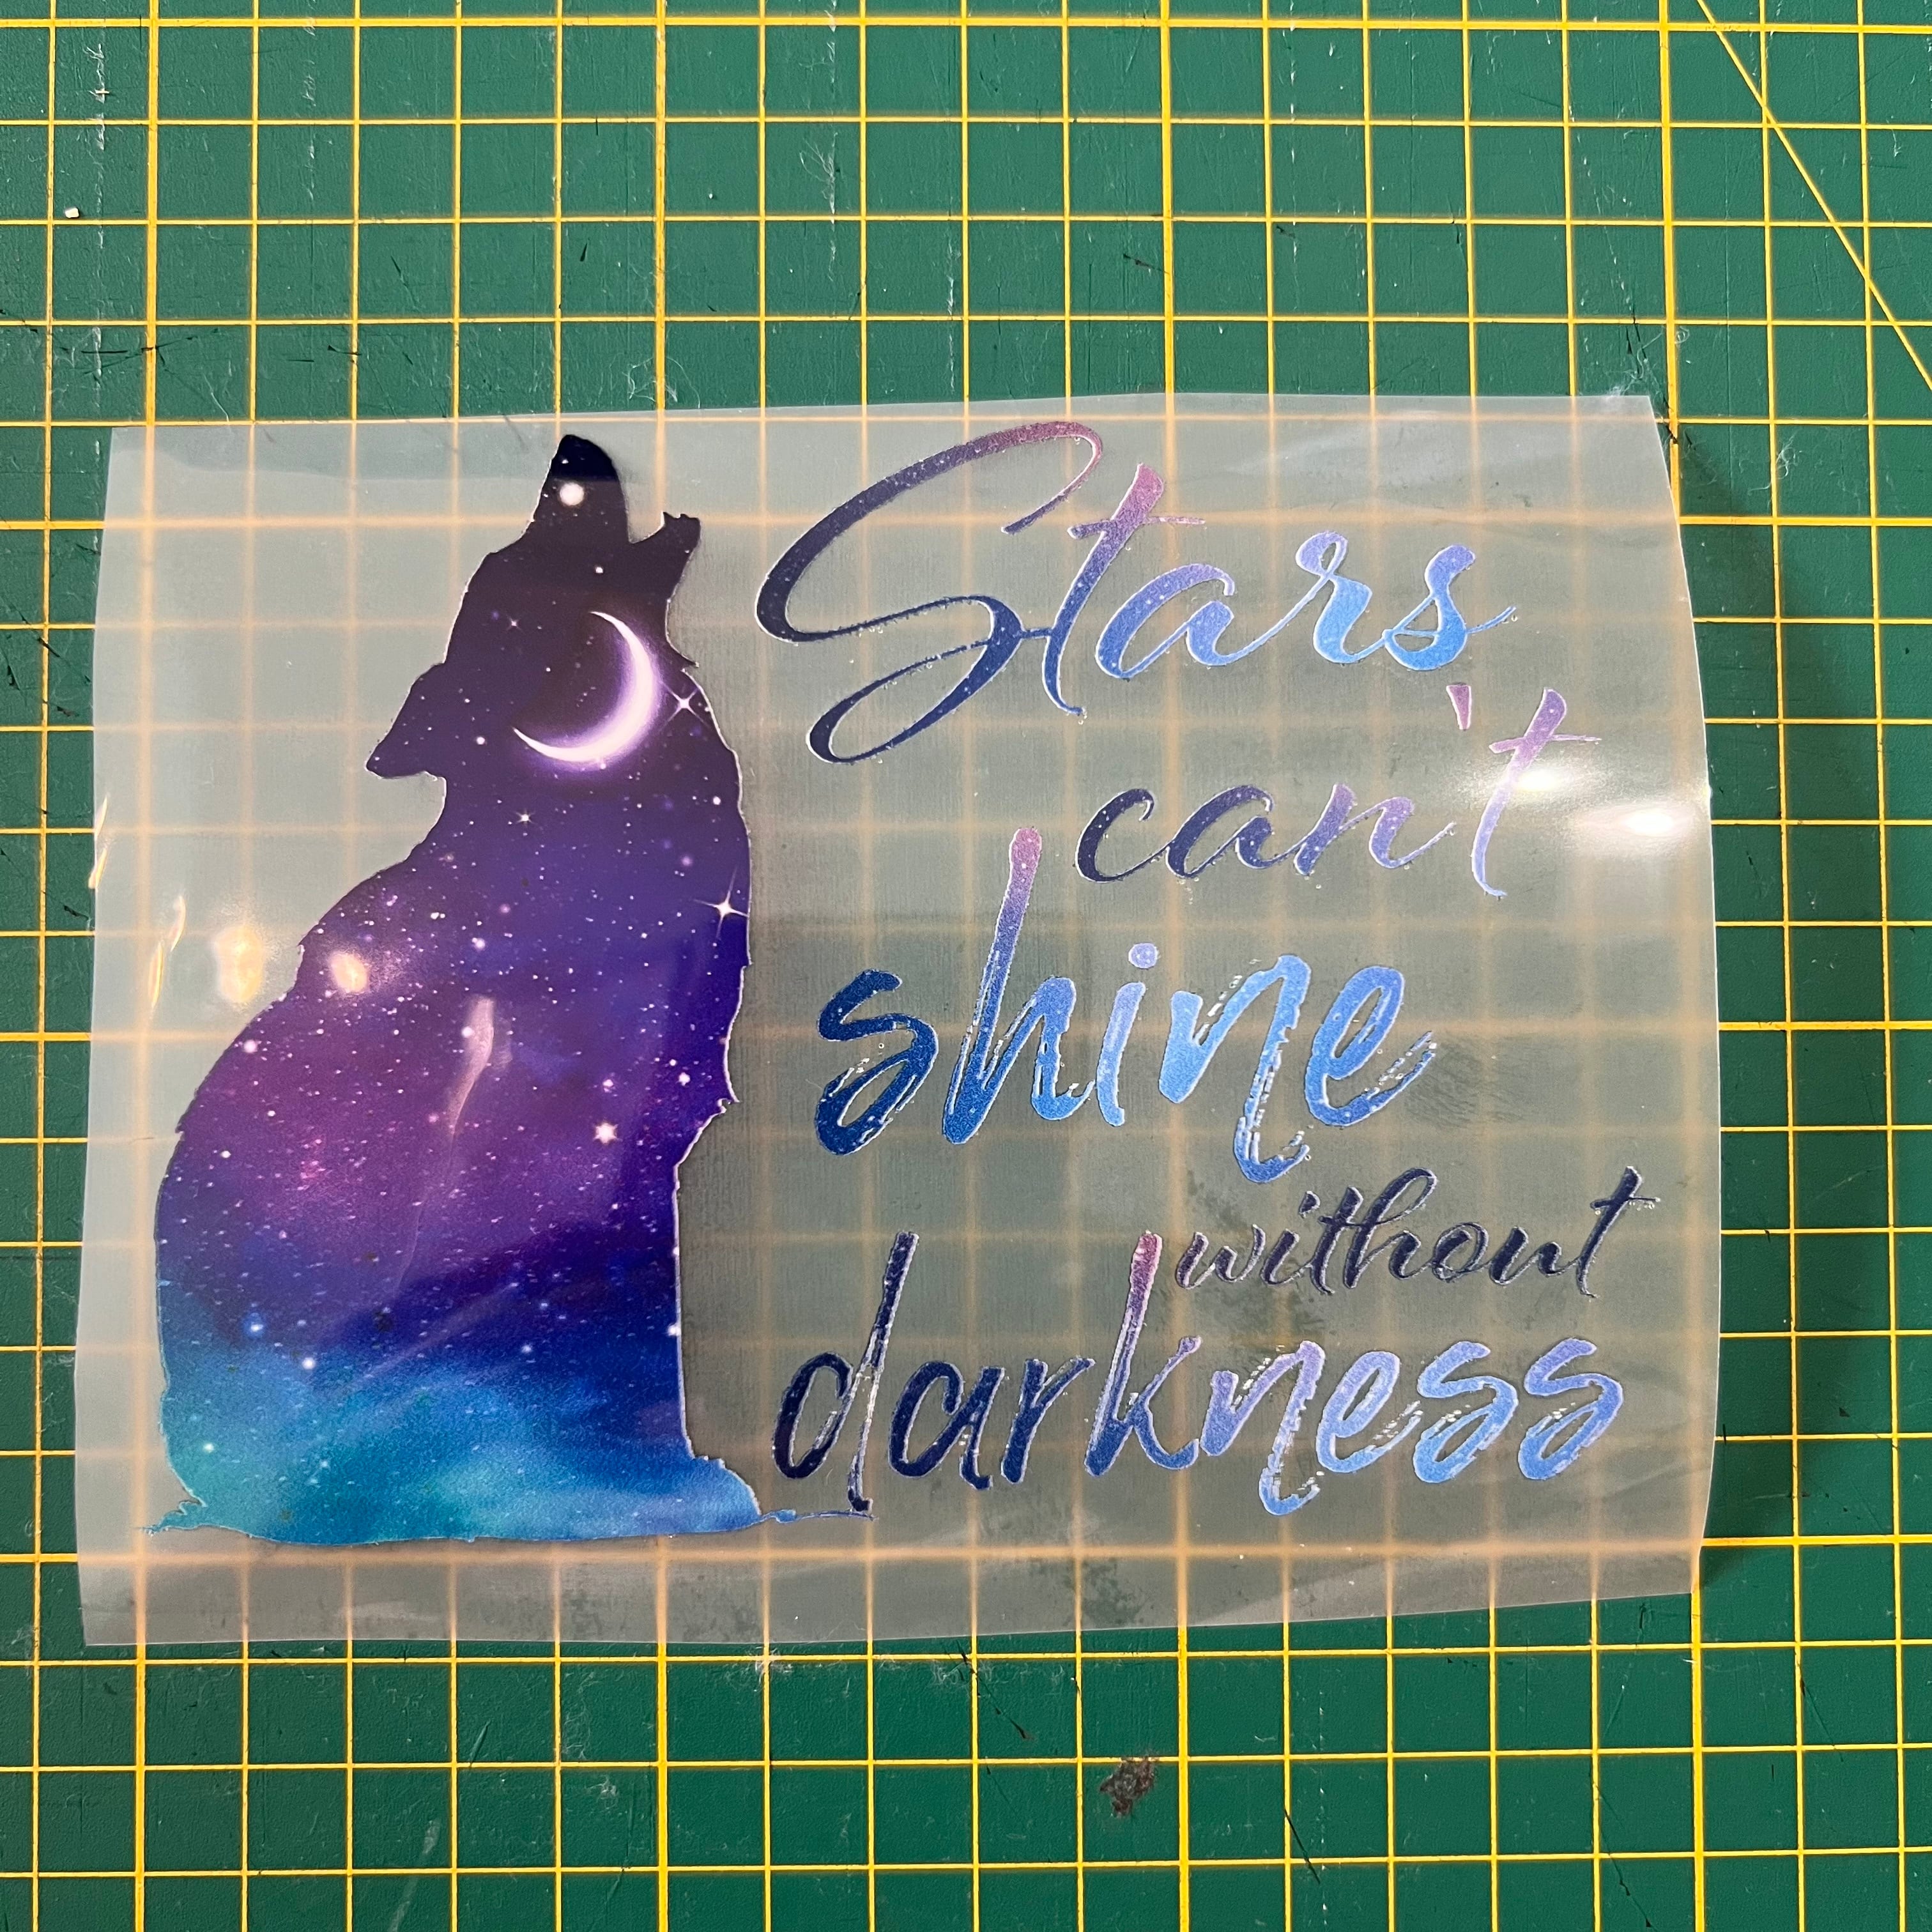 Stars
can't
shine
without
darkness